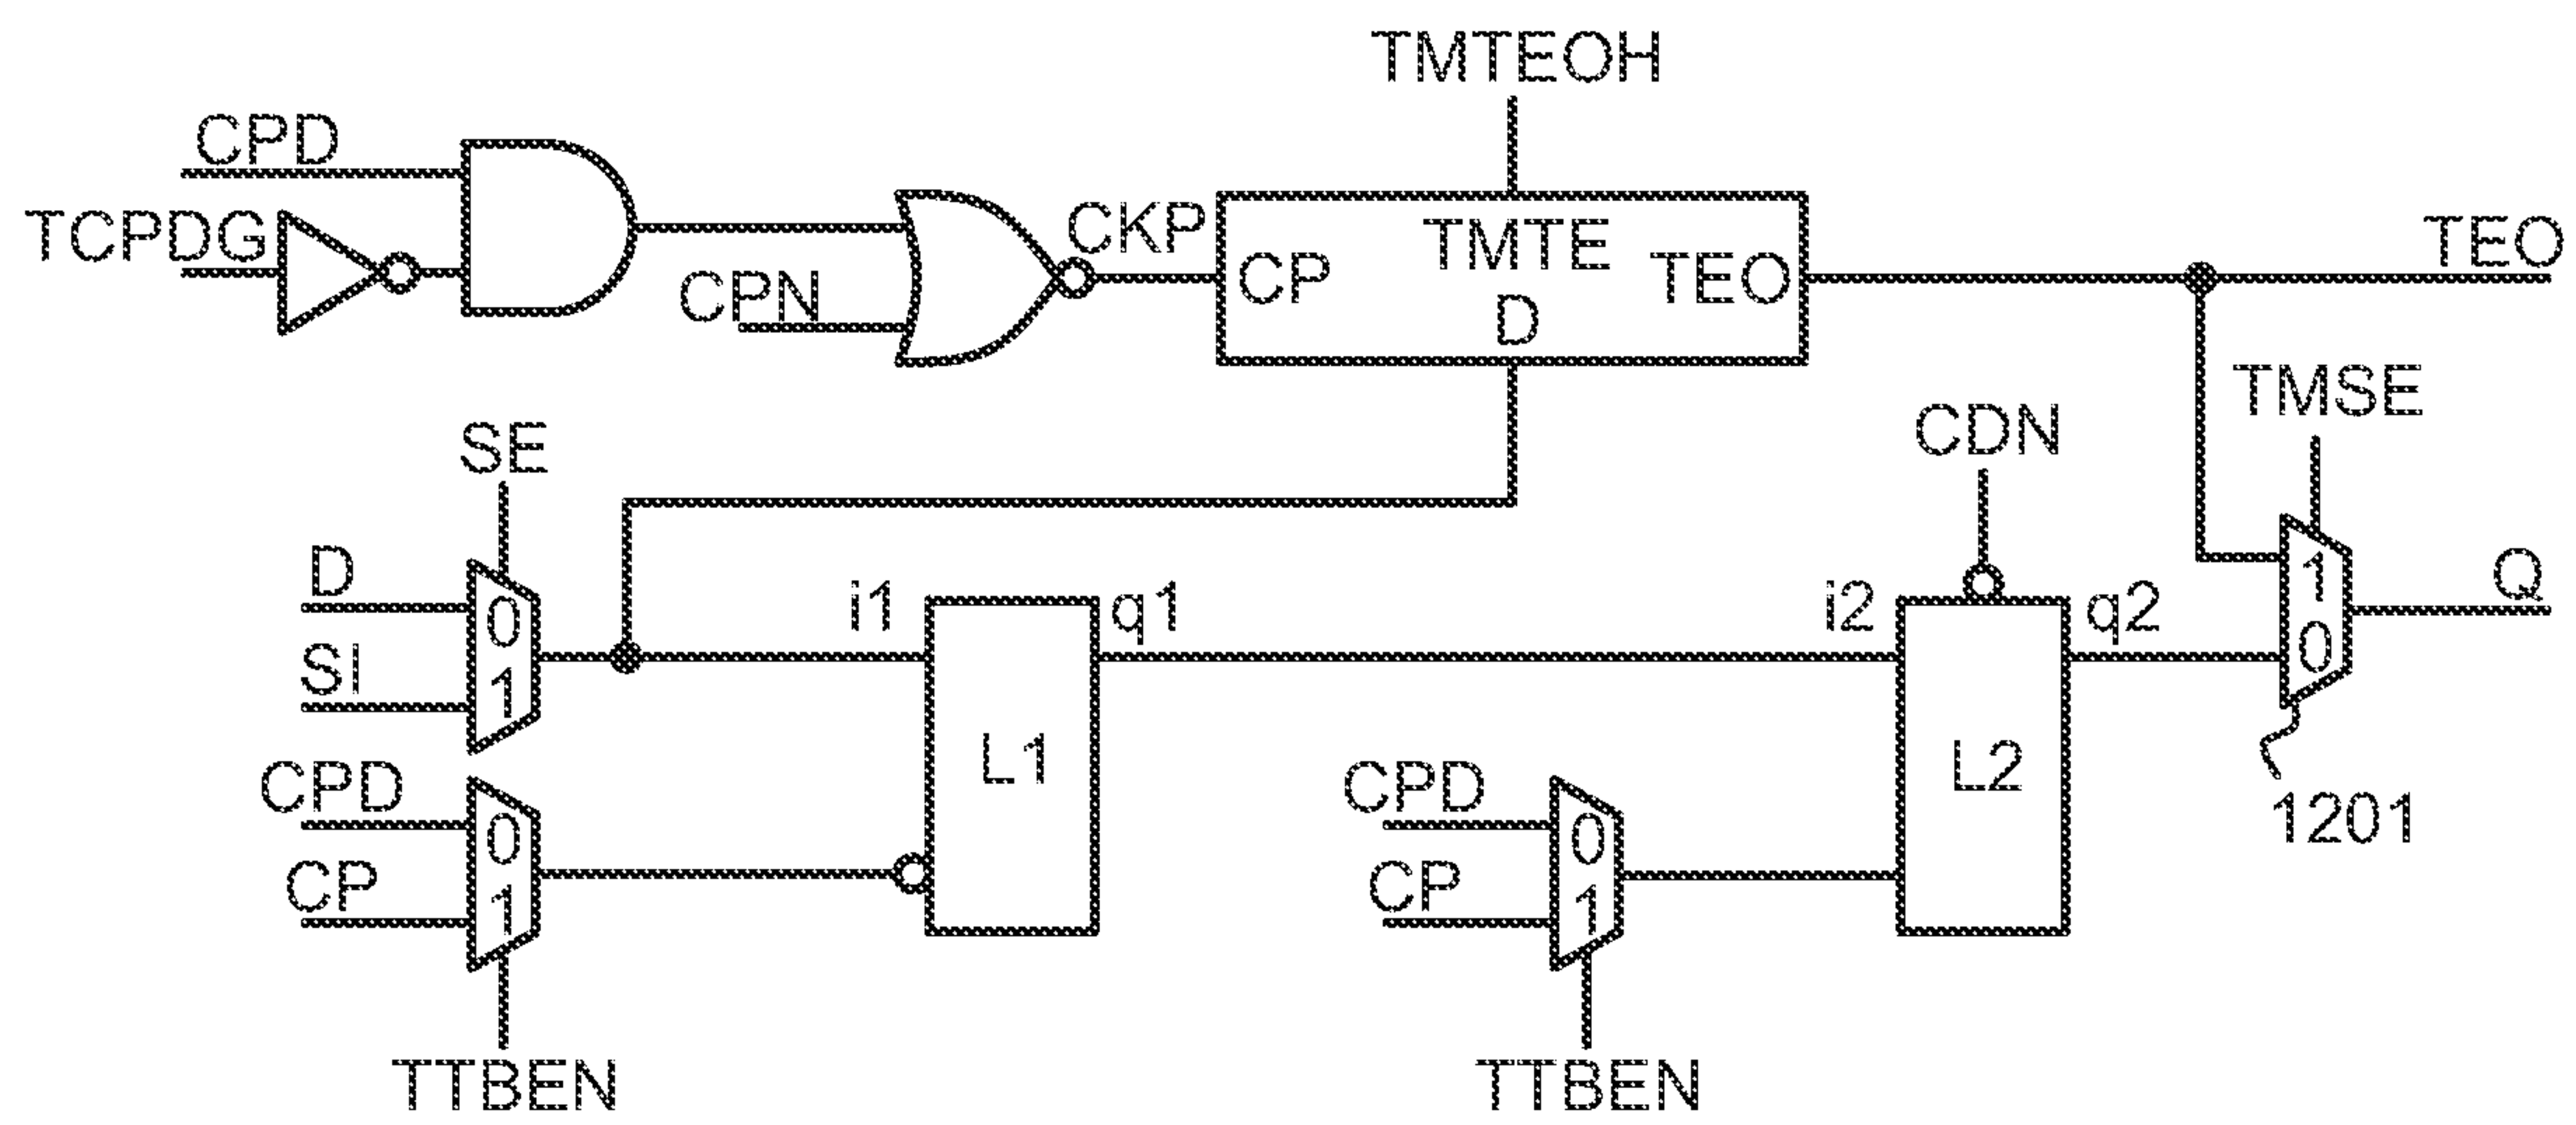 TMTEOH
CPD
TCPDG
CPN
CKP
CP
TMTE
D
TEO
TEO
TMSE
CDN
SE
D
SI
0
1
i1
q1
L1
i2
q2
L2
1
0
Q
1201
CPD
CP
0
1
TTBEN
CPD
CP
0
1
TTBEN